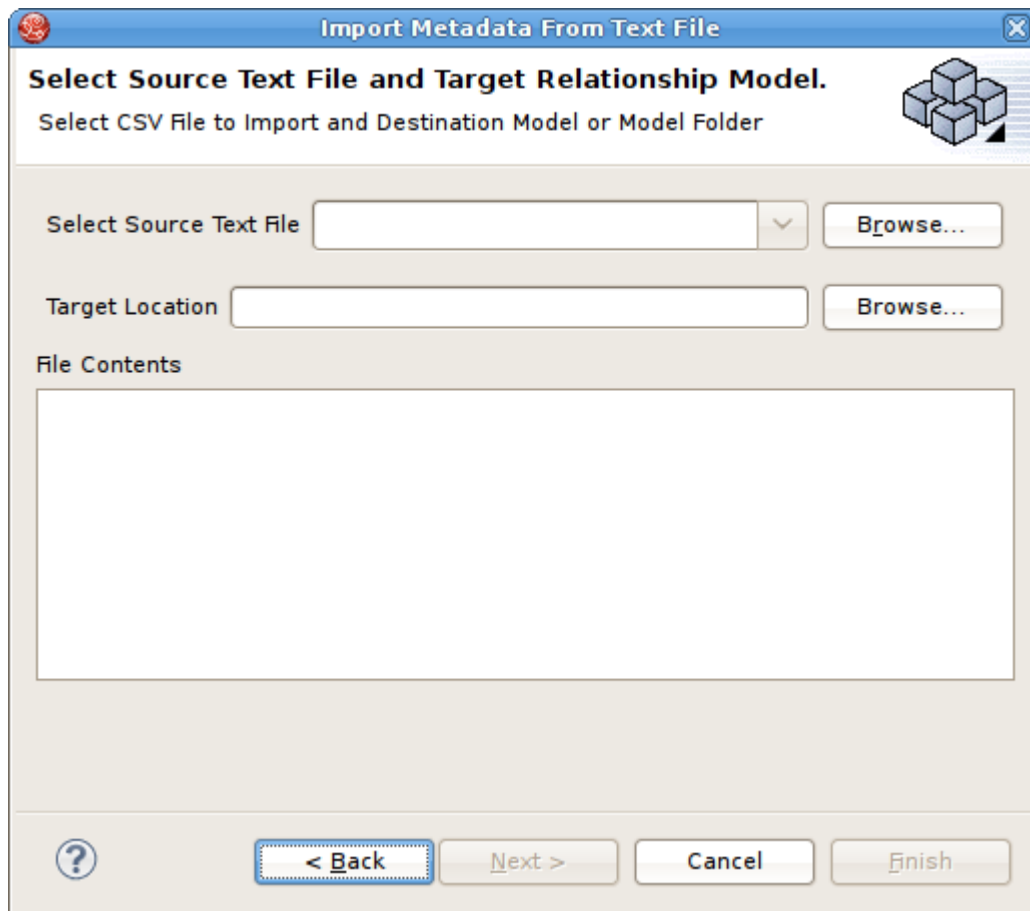 Import Metadata From Text File
Select Source Text File and Target Relationship Model.
Select CSV File to Import and Destination Model or Model Folder
Select Source Text File
Browse...
Target Location
Browse...
File Contents
?
< Back
Next >
Cancel
Finish